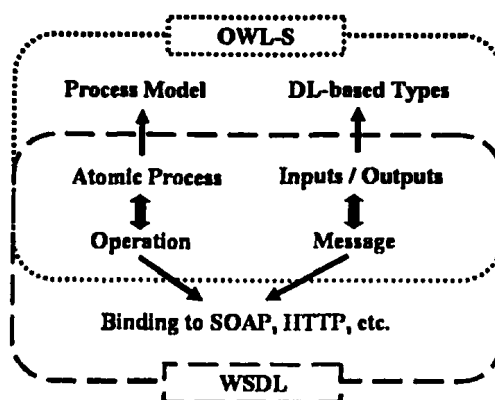 OWL-S
Process Model DL-based Types
Atomic Process Inputs / Outputs
Operation Message
Binding to SOAP, HTTP, etc.
WSDL